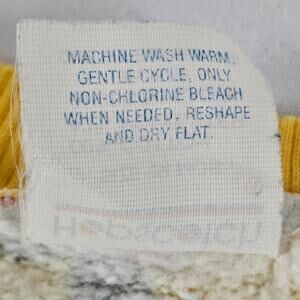 MACHINE WASH WARM,
GENTLE CYCLE, ONLY
NON-CHLORINE BLEACH
WHEN NEEDED, RESHAPE
AND DRY FLAT.